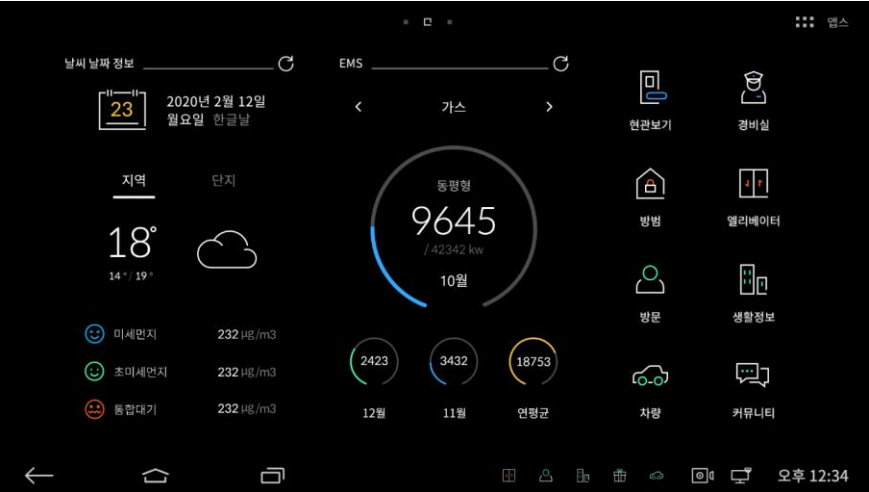 앱스
날씨 날짜 정보
23
2020년 2월 12일
월요일 한글날
지역 단지
18°
14 ° / 19 °
미세먼지 232 µg/m3
초미세먼지 232 µg/m3
통합대기 232 µg/m3
EMS
가스
동평형
9645
/ 42342 kw
10월
2423 3432 18753
12월 11월 연평균
현관보기 경비실
방범 엘리베이터
방문 생활정보
차량 커뮤니티
오후 12:34